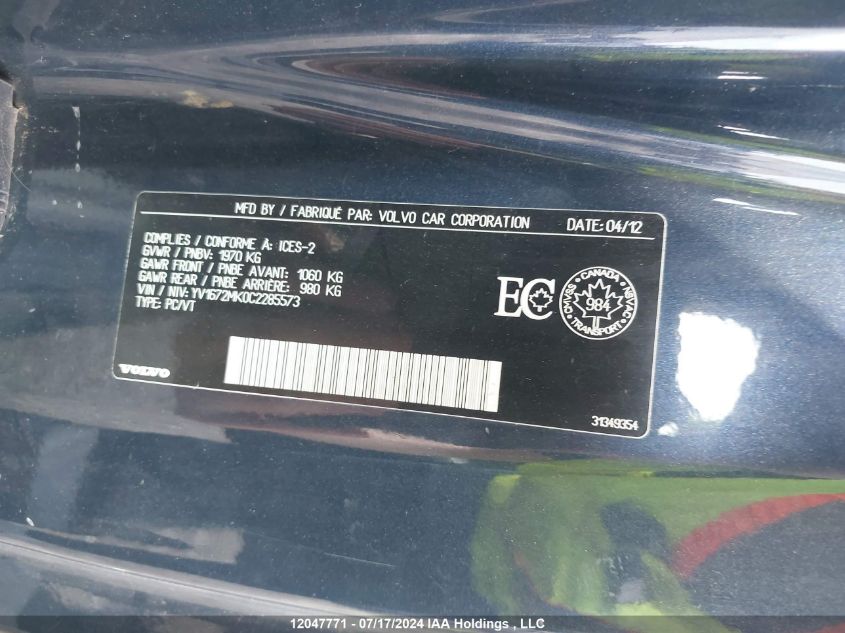 MFD BY / FABRIQUÉ PAR: VOLVO CAR CORPORATION DATE: 04/12
COMPLIES / CONFORME À: ICES-2
GVWR / PNBV: 1970 KG
GAWR FRONT / PNBE AVANT: 1060 KG
GAWR REAR / PNBE ARRIÈRE: 980 KG
VIN / NIV: YV1672MK0C2285573
TYPE: PC/VT
EC
CANADA
CMVSS 984 NSVAC
TRANSPORT
VOLVO
31349354
12047771 - 07/17/2024 IAA Holdings , LLC